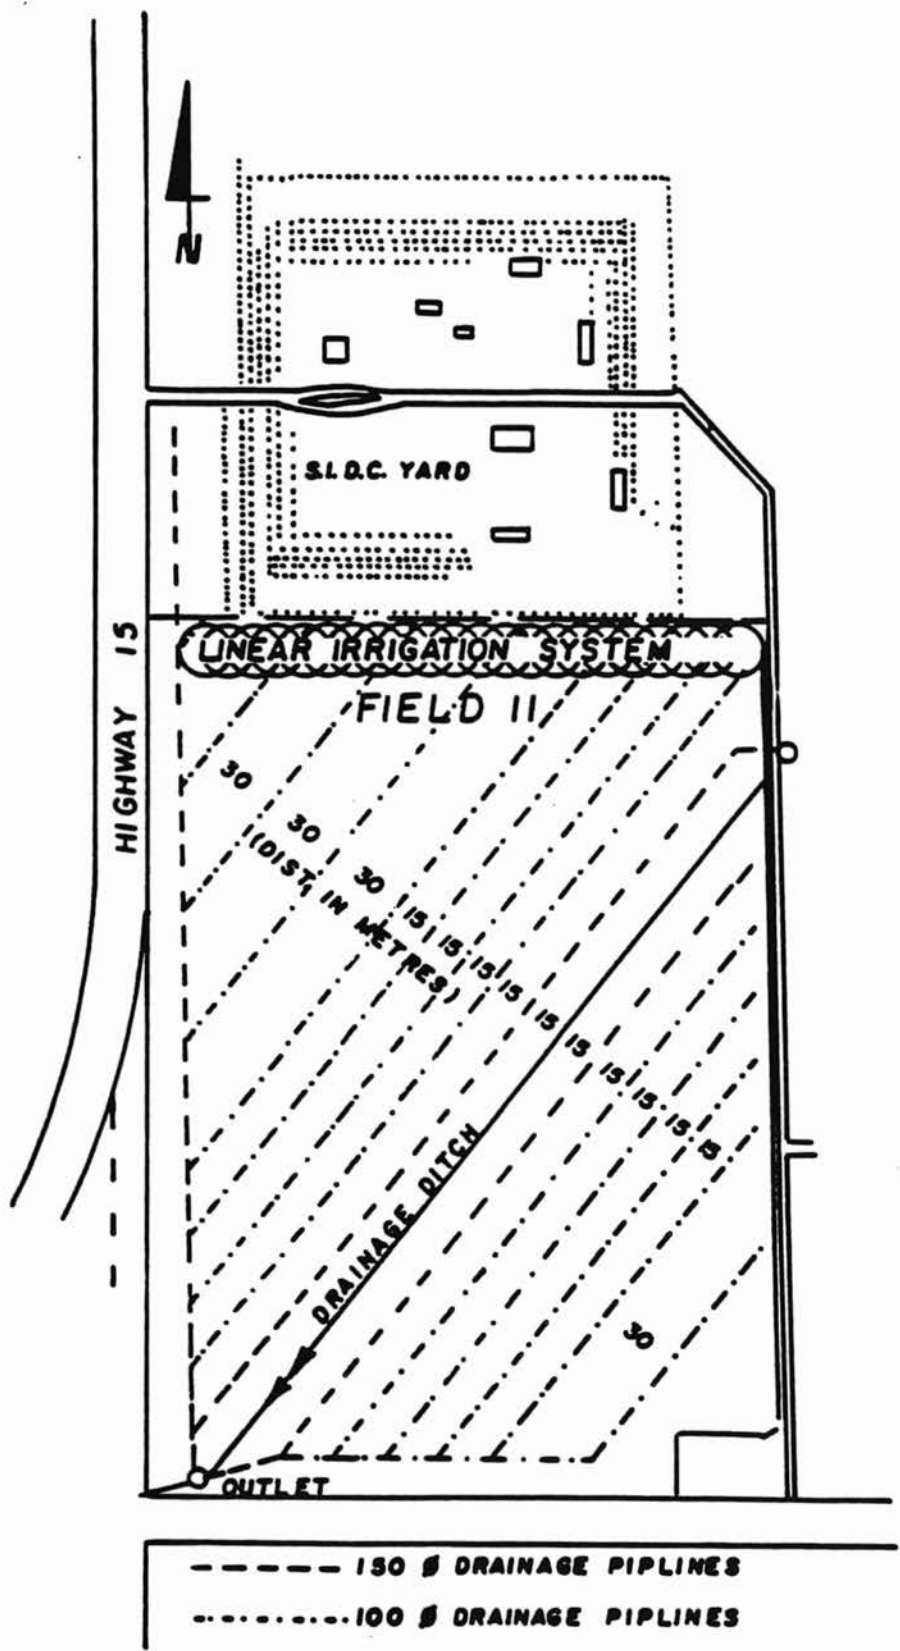 N
S.I.D.C. YARD
HIGHWAY 15
LINEAR IRRIGATION SYSTEM
FIELD 11
30
30
(DIST, IN METRES)
30
15
15
15
15
15
15
15
15
15
15
DRAINAGE DITCH
30
OUTLET
150 Ø DRAINAGE PIPLINES
100 Ø DRAINAGE PIPLINES